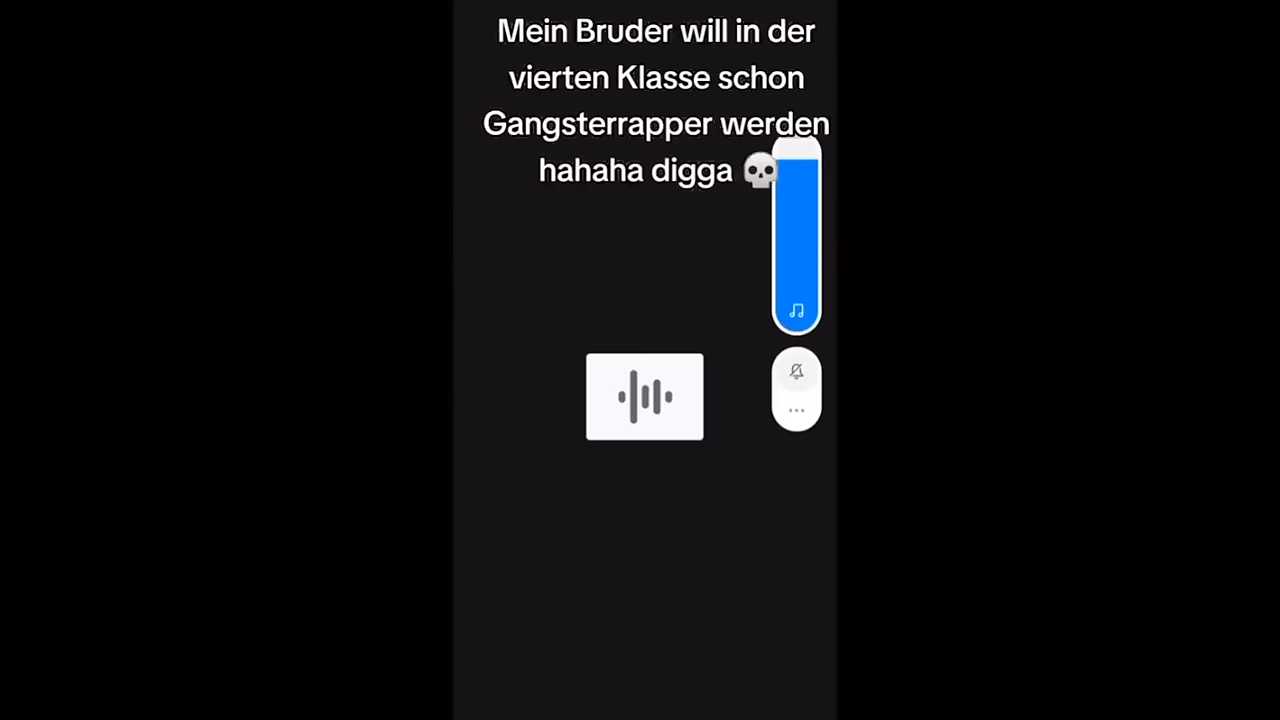 Mein Bruder will in der
vierten Klasse schon
Gangsterrapper werden
hahaha digga 💀